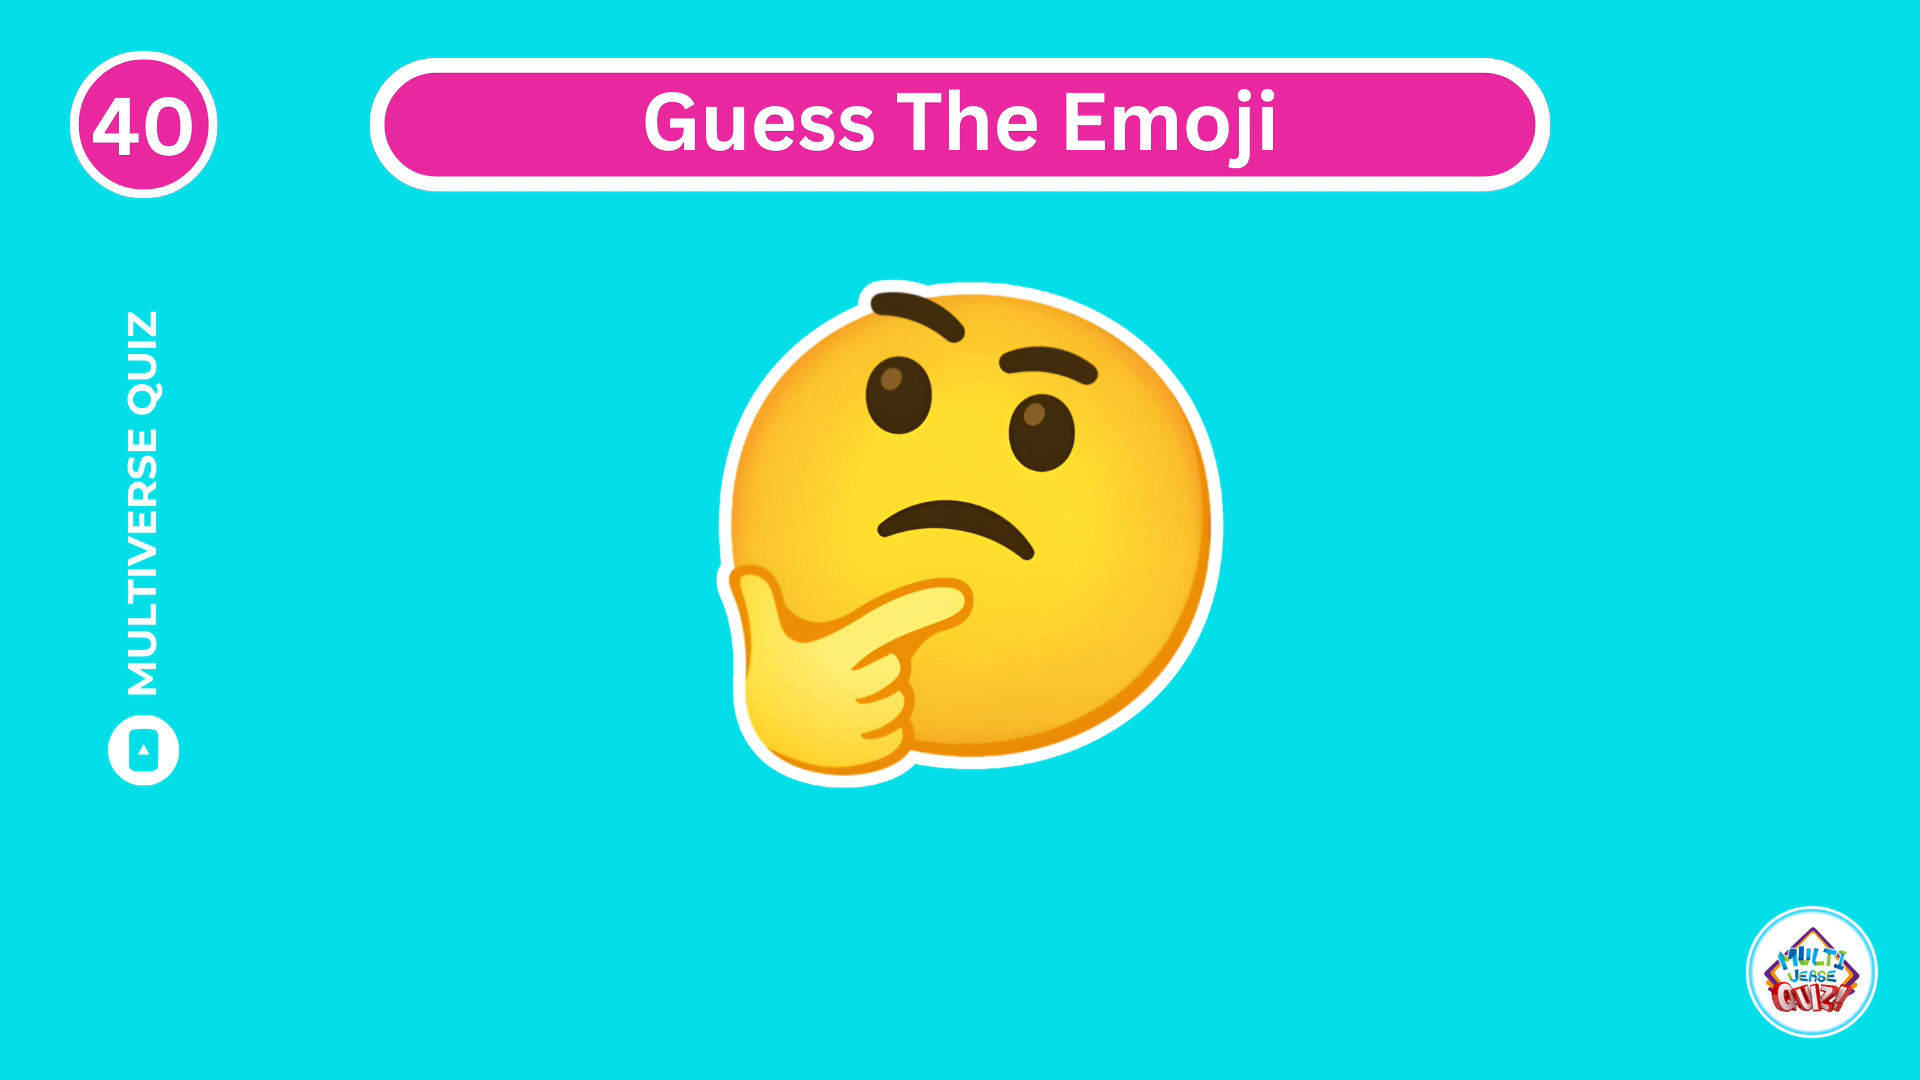 40
Guess The Emoji
MULTIVERSE QUIZ
MULTI
VERSE
QUIZ!